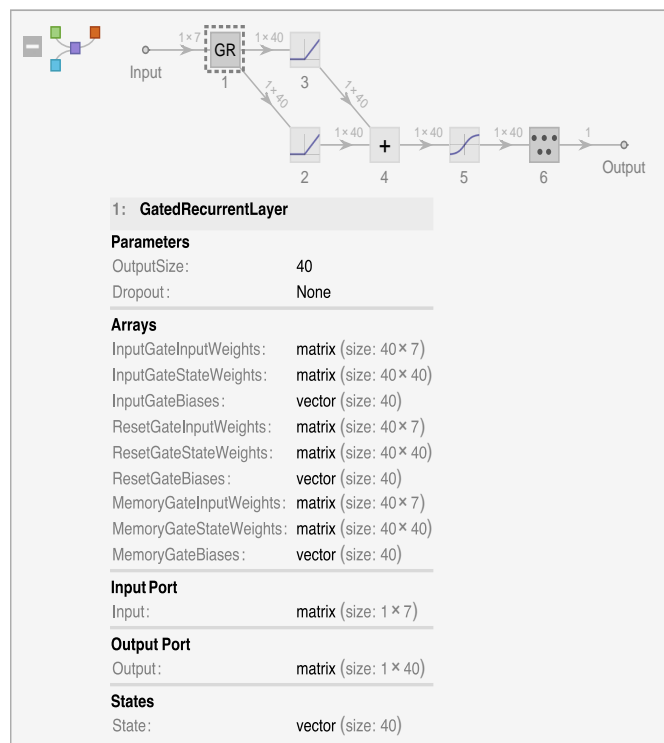 1×7
GR
1×40
Input
1
3
1×40
1×40
1×40
+
1×40
1×40
1
Output
2
4
5
6
1: GatedRecurrentLayer
Parameters
OutputSize: 40
Dropout: None
Arrays
InputGateInputWeights: matrix (size: 40×7)
InputGateStateWeights: matrix (size: 40×40)
InputGateBiases: vector (size: 40)
ResetGateInputWeights: matrix (size: 40×7)
ResetGateStateWeights: matrix (size: 40×40)
ResetGateBiases: vector (size: 40)
MemoryGateInputWeights: matrix (size: 40×7)
MemoryGateStateWeights: matrix (size: 40×40)
MemoryGateBiases: vector (size: 40)
Input Port
Input: matrix (size: 1×7)
Output Port
Output: matrix (size: 1×40)
States
State: vector (size: 40)